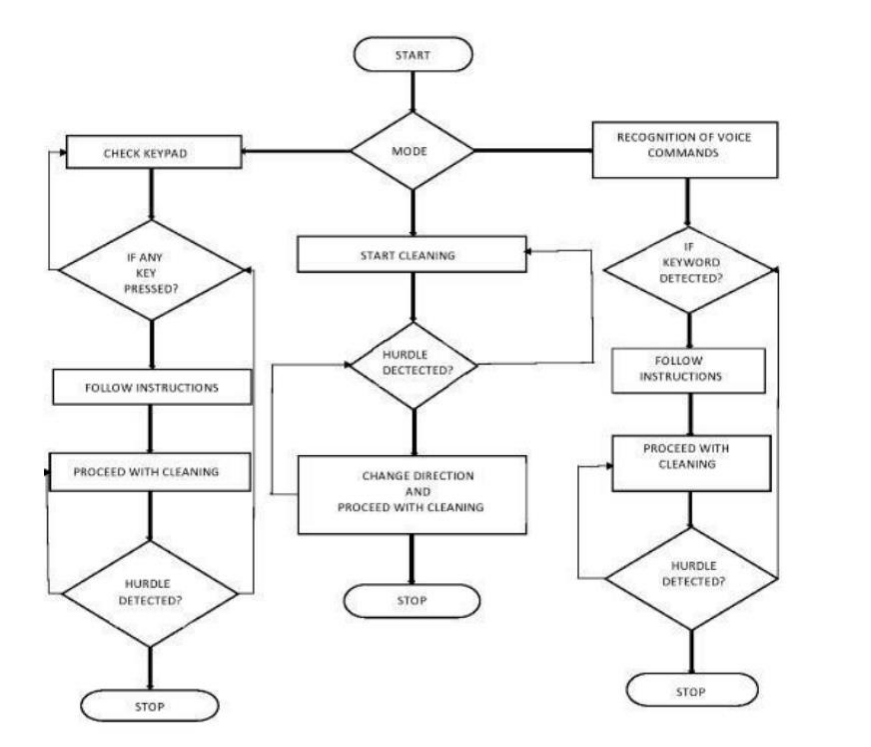 START
MODE
CHECK KEYPAD
IF ANY
KEY
PRESSED?
FOLLOW INSTRUCTIONS
PROCEED WITH CLEANING
HURDLE
DETECTED?
STOP
START CLEANING
HURDLE
DECTECTED?
CHANGE DIRECTION
AND
PROCEED WITH CLEANING
STOP
RECOGNITION OF VOICE
COMMANDS
IF
KEYWORD
DETECTED?
FOLLOW
INSTRUCTIONS
PROCEED WITH
CLEANING
HURDLE
DETECTED?
STOP